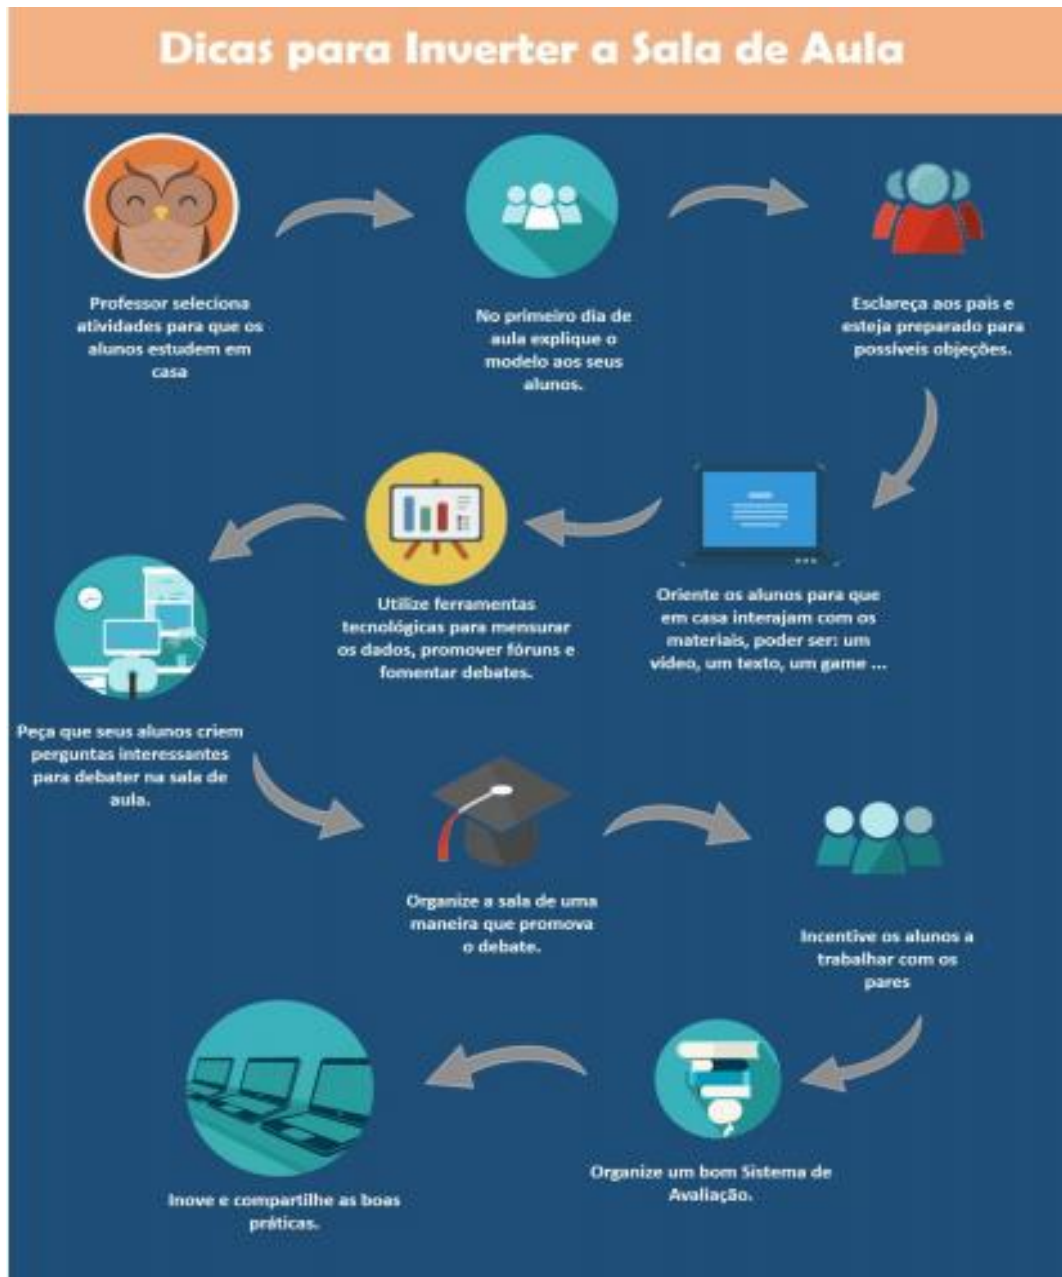 Dicas para Inverter a Sala de Aula
Professor seleciona
atividades para que os
alunos estudem em
casa
No primeiro dia de
aula explique o
modelo aos seus
alunos.
Esclareça aos pais e
esteja preparado para
possíveis objeções.
Oriente os alunos para que
em casa interajam com os
materiais, poder ser: um
vídeo, um texto, um game ...
Utilize ferramentas
tecnológicas para mensurar
os dados, promover fóruns e
fomentar debates.
Peça que seus alunos criem
perguntas interessantes
para debater na sala de
aula.
Organize a sala de uma
maneira que promova
o debate.
Incentive os alunos a
trabalhar com os
pares
Organize um bom Sistema de
Avaliação.
Inove e compartilhe as boas
práticas.